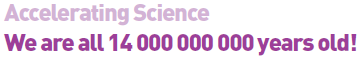 Accelerating Science
We are all 14 000 000 000 years old!